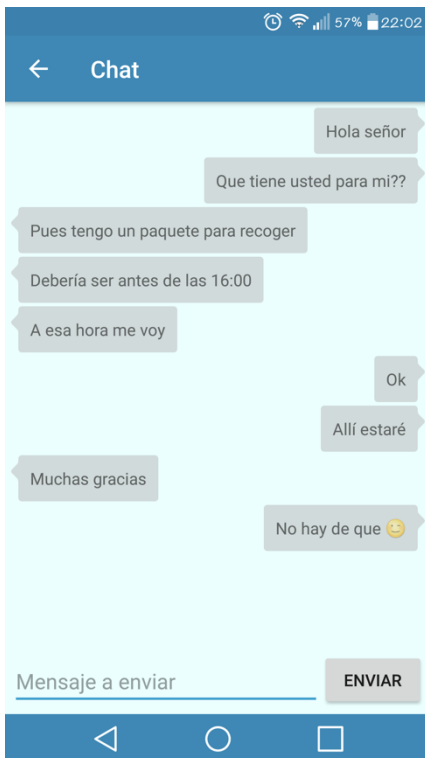 57% 22:02
Chat
Hola señor
Que tiene usted para mi??
Pues tengo un paquete para recoger
Debería ser antes de las 16:00
A esa hora me voy
Ok
Allí estaré
Muchas gracias
No hay de que 😊
Mensaje a enviar
ENVIAR